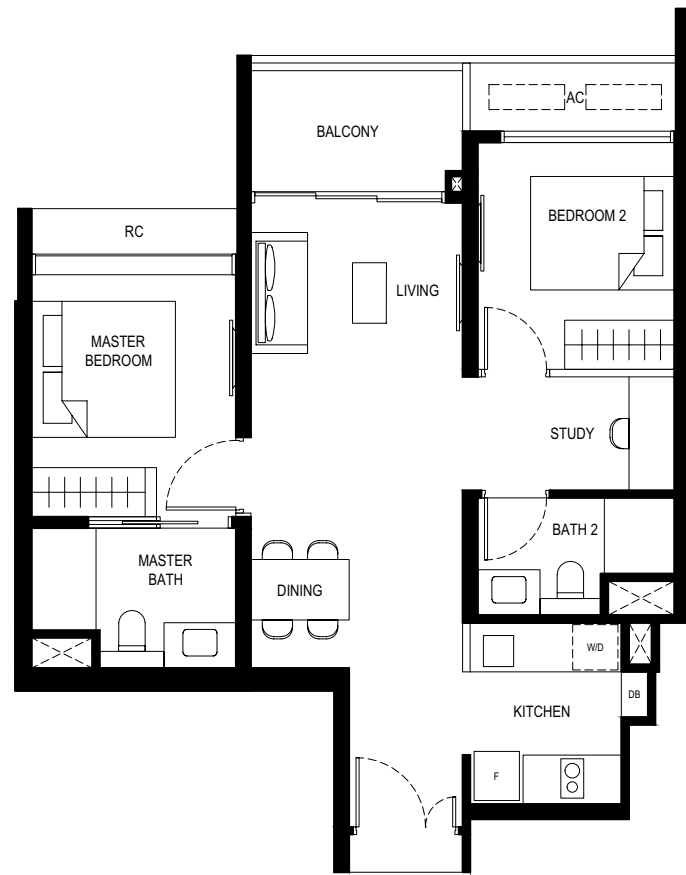 AC
BALCONY
BEDROOM 2
RC
LIVING
MASTER
BEDROOM
STUDY
BATH 2
MASTER
BATH
DINING
W/D
DB
KITCHEN
F